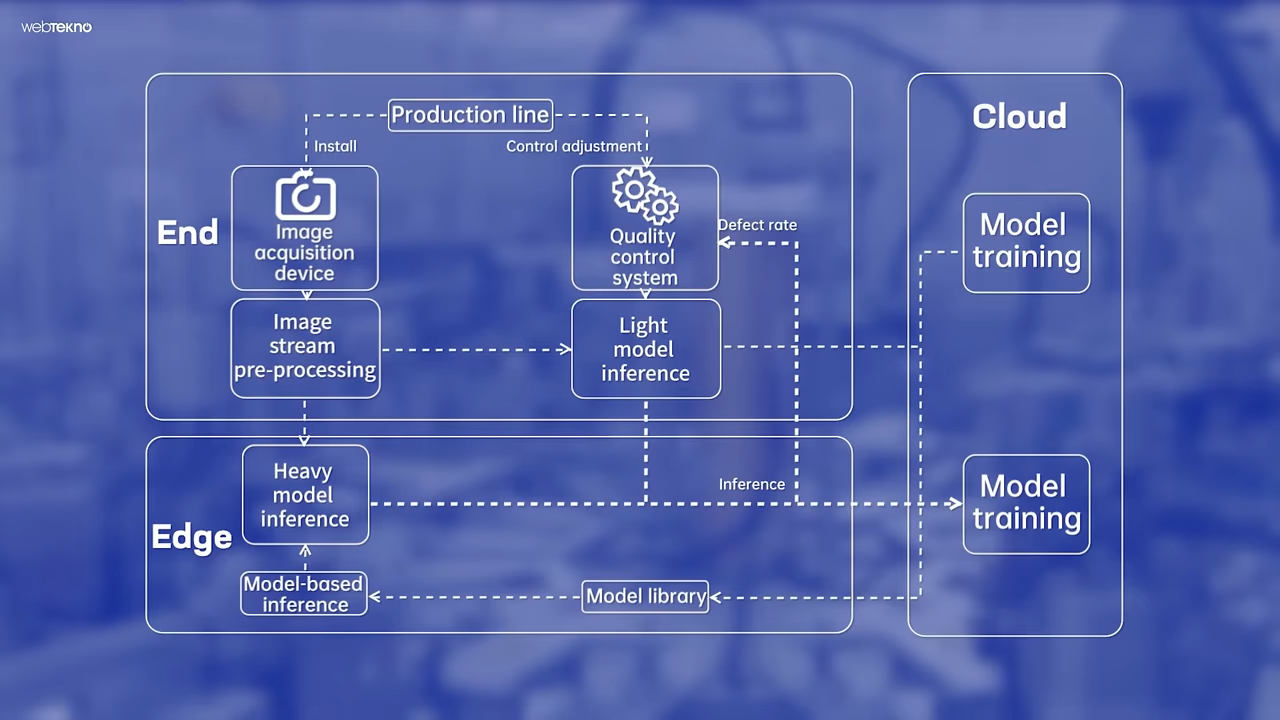 webtekno
Production line
Install
Control adjustment
End
Image
acquisition
device
Quality
control
system
Defect rate
Image
stream
pre-processing
Light
model
inference
Edge
Heavy
model
inference
Inference
Model-based
inference
Model library
Cloud
Model
training
Model
training